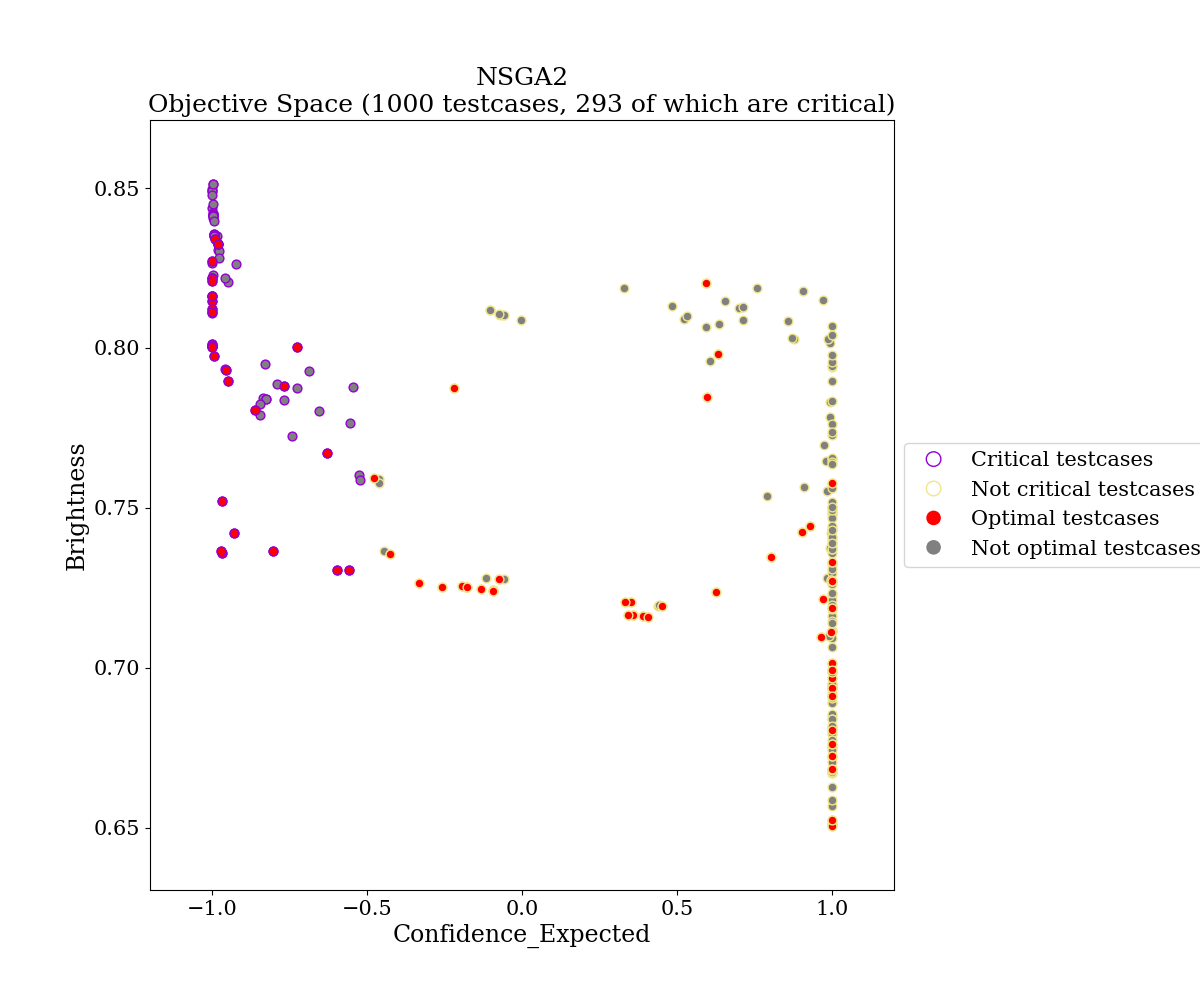 NSGA2
Objective Space (1000 testcases, 293 of which are critical)
0.85
0.80
0.75
0.70
0.65
Brightness
−1.0
−0.5
0.0
0.5
1.0
Confidence_Expected
Critical testcases
Not critical testcases
Optimal testcases
Not optimal testcases